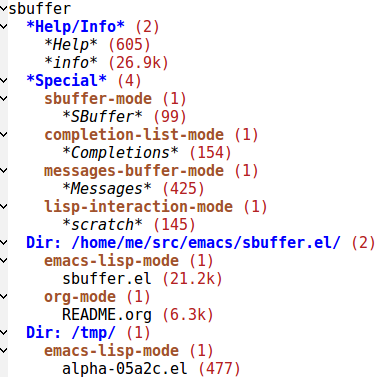 sbuffer
*Help/Info* (2)
*Help* (605)
*info* (26.9k)
*Special* (4)
sbuffer-mode (1)
*SBuffer* (99)
completion-list-mode (1)
*Completions* (154)
messages-buffer-mode (1)
*Messages* (425)
lisp-interaction-mode (1)
*scratch* (145)
Dir: /home/me/src/emacs/sbuffer.el/ (2)
emacs-lisp-mode (1)
sbuffer.el (21.2k)
org-mode (1)
README.org (6.3k)
Dir: /tmp/ (1)
emacs-lisp-mode (1)
alpha-05a2c.el (477)